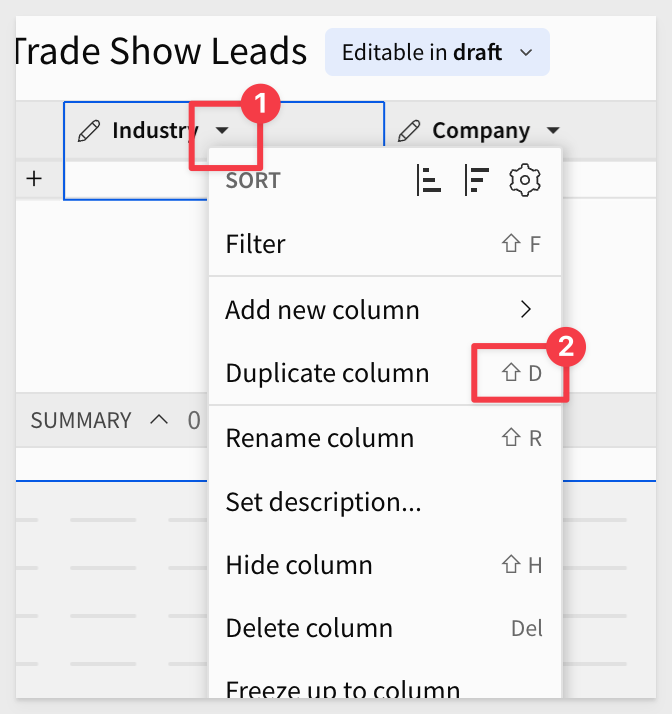 Trade Show Leads Editable in draft
1
Industry Company
+
SORT
Filter ⇧ F
Add new column
2
Duplicate column ⇧ D
SUMMARY 0
Rename column ⇧ R
Set description...
Hide column ⇧ H
Delete column Del
Freeze up to column